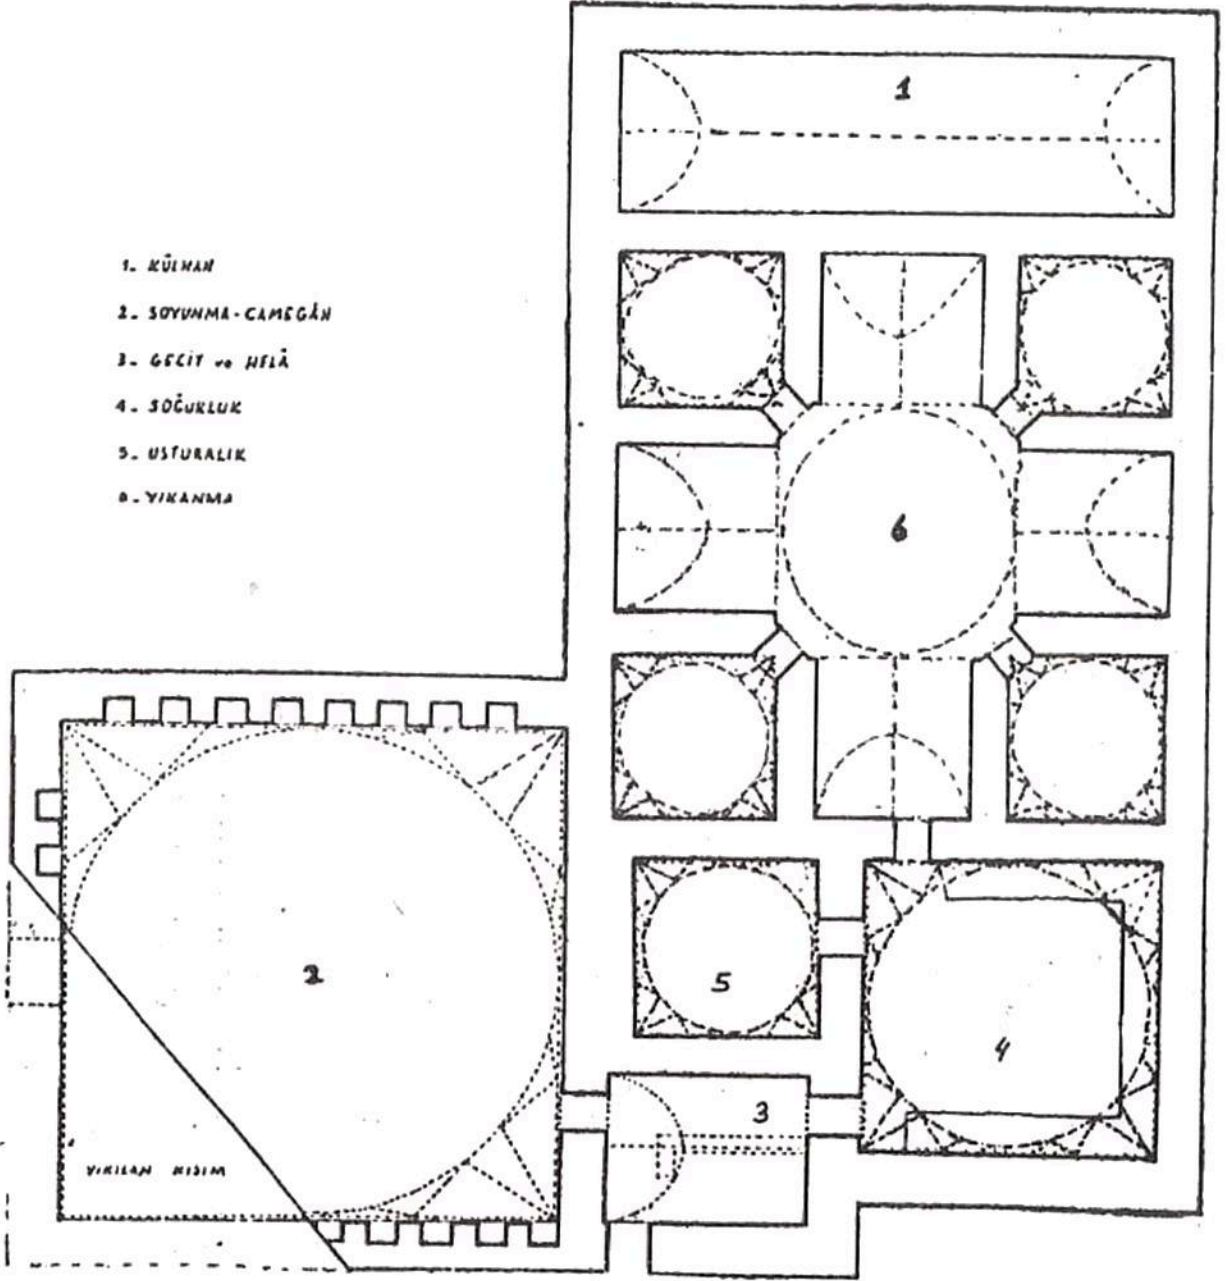 1
1. KÜLHAN
2. SOYUNMA-CAMEGÂN
3. GEÇİT ve HELÂ
4. SOĞUKLUK
5. USTURALIK
6. YIKANMA
6
2
5
4
3
YIKILAN KISIM